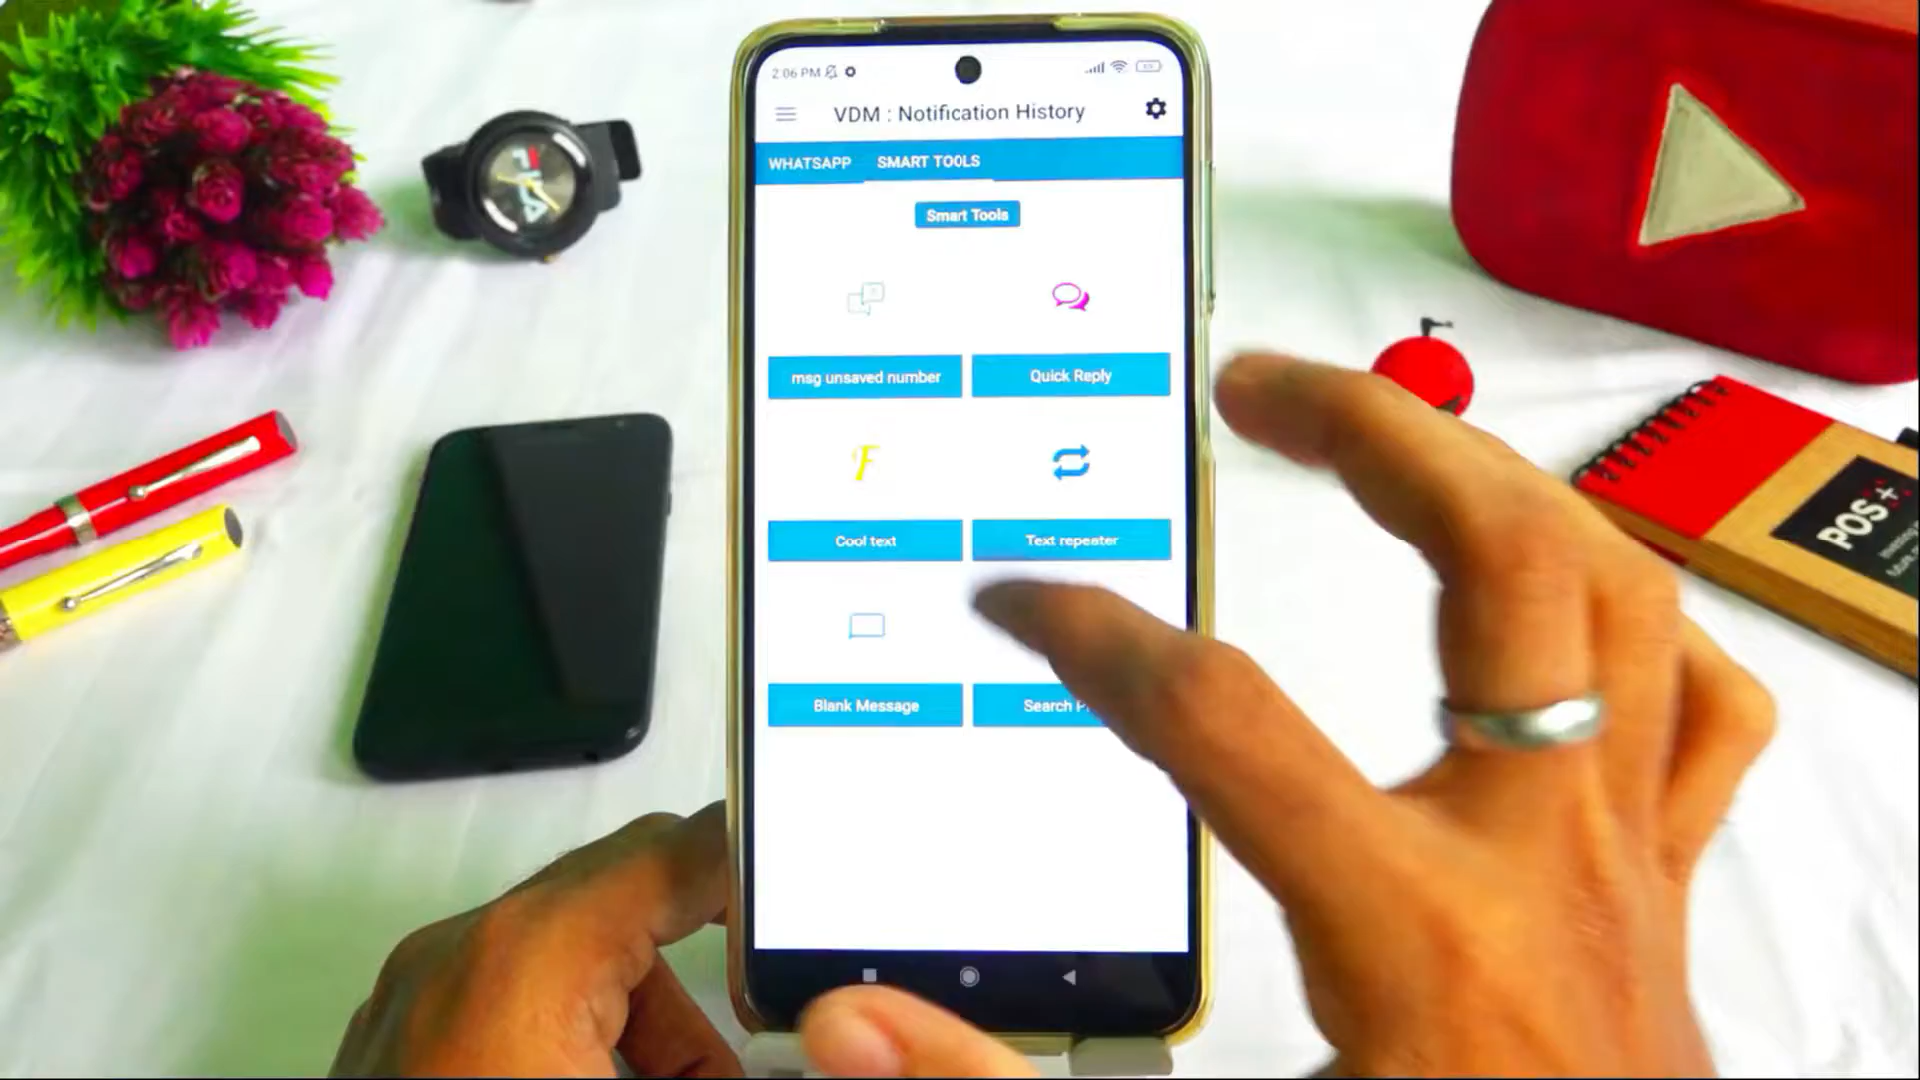 2:06 PM
VDM : Notification History
WHATSAPP SMART TOOLS
Smart Tools
msg unsaved number
Quick Reply
Cool text
Text repeater
Blank Message
Search
FILA
POS+